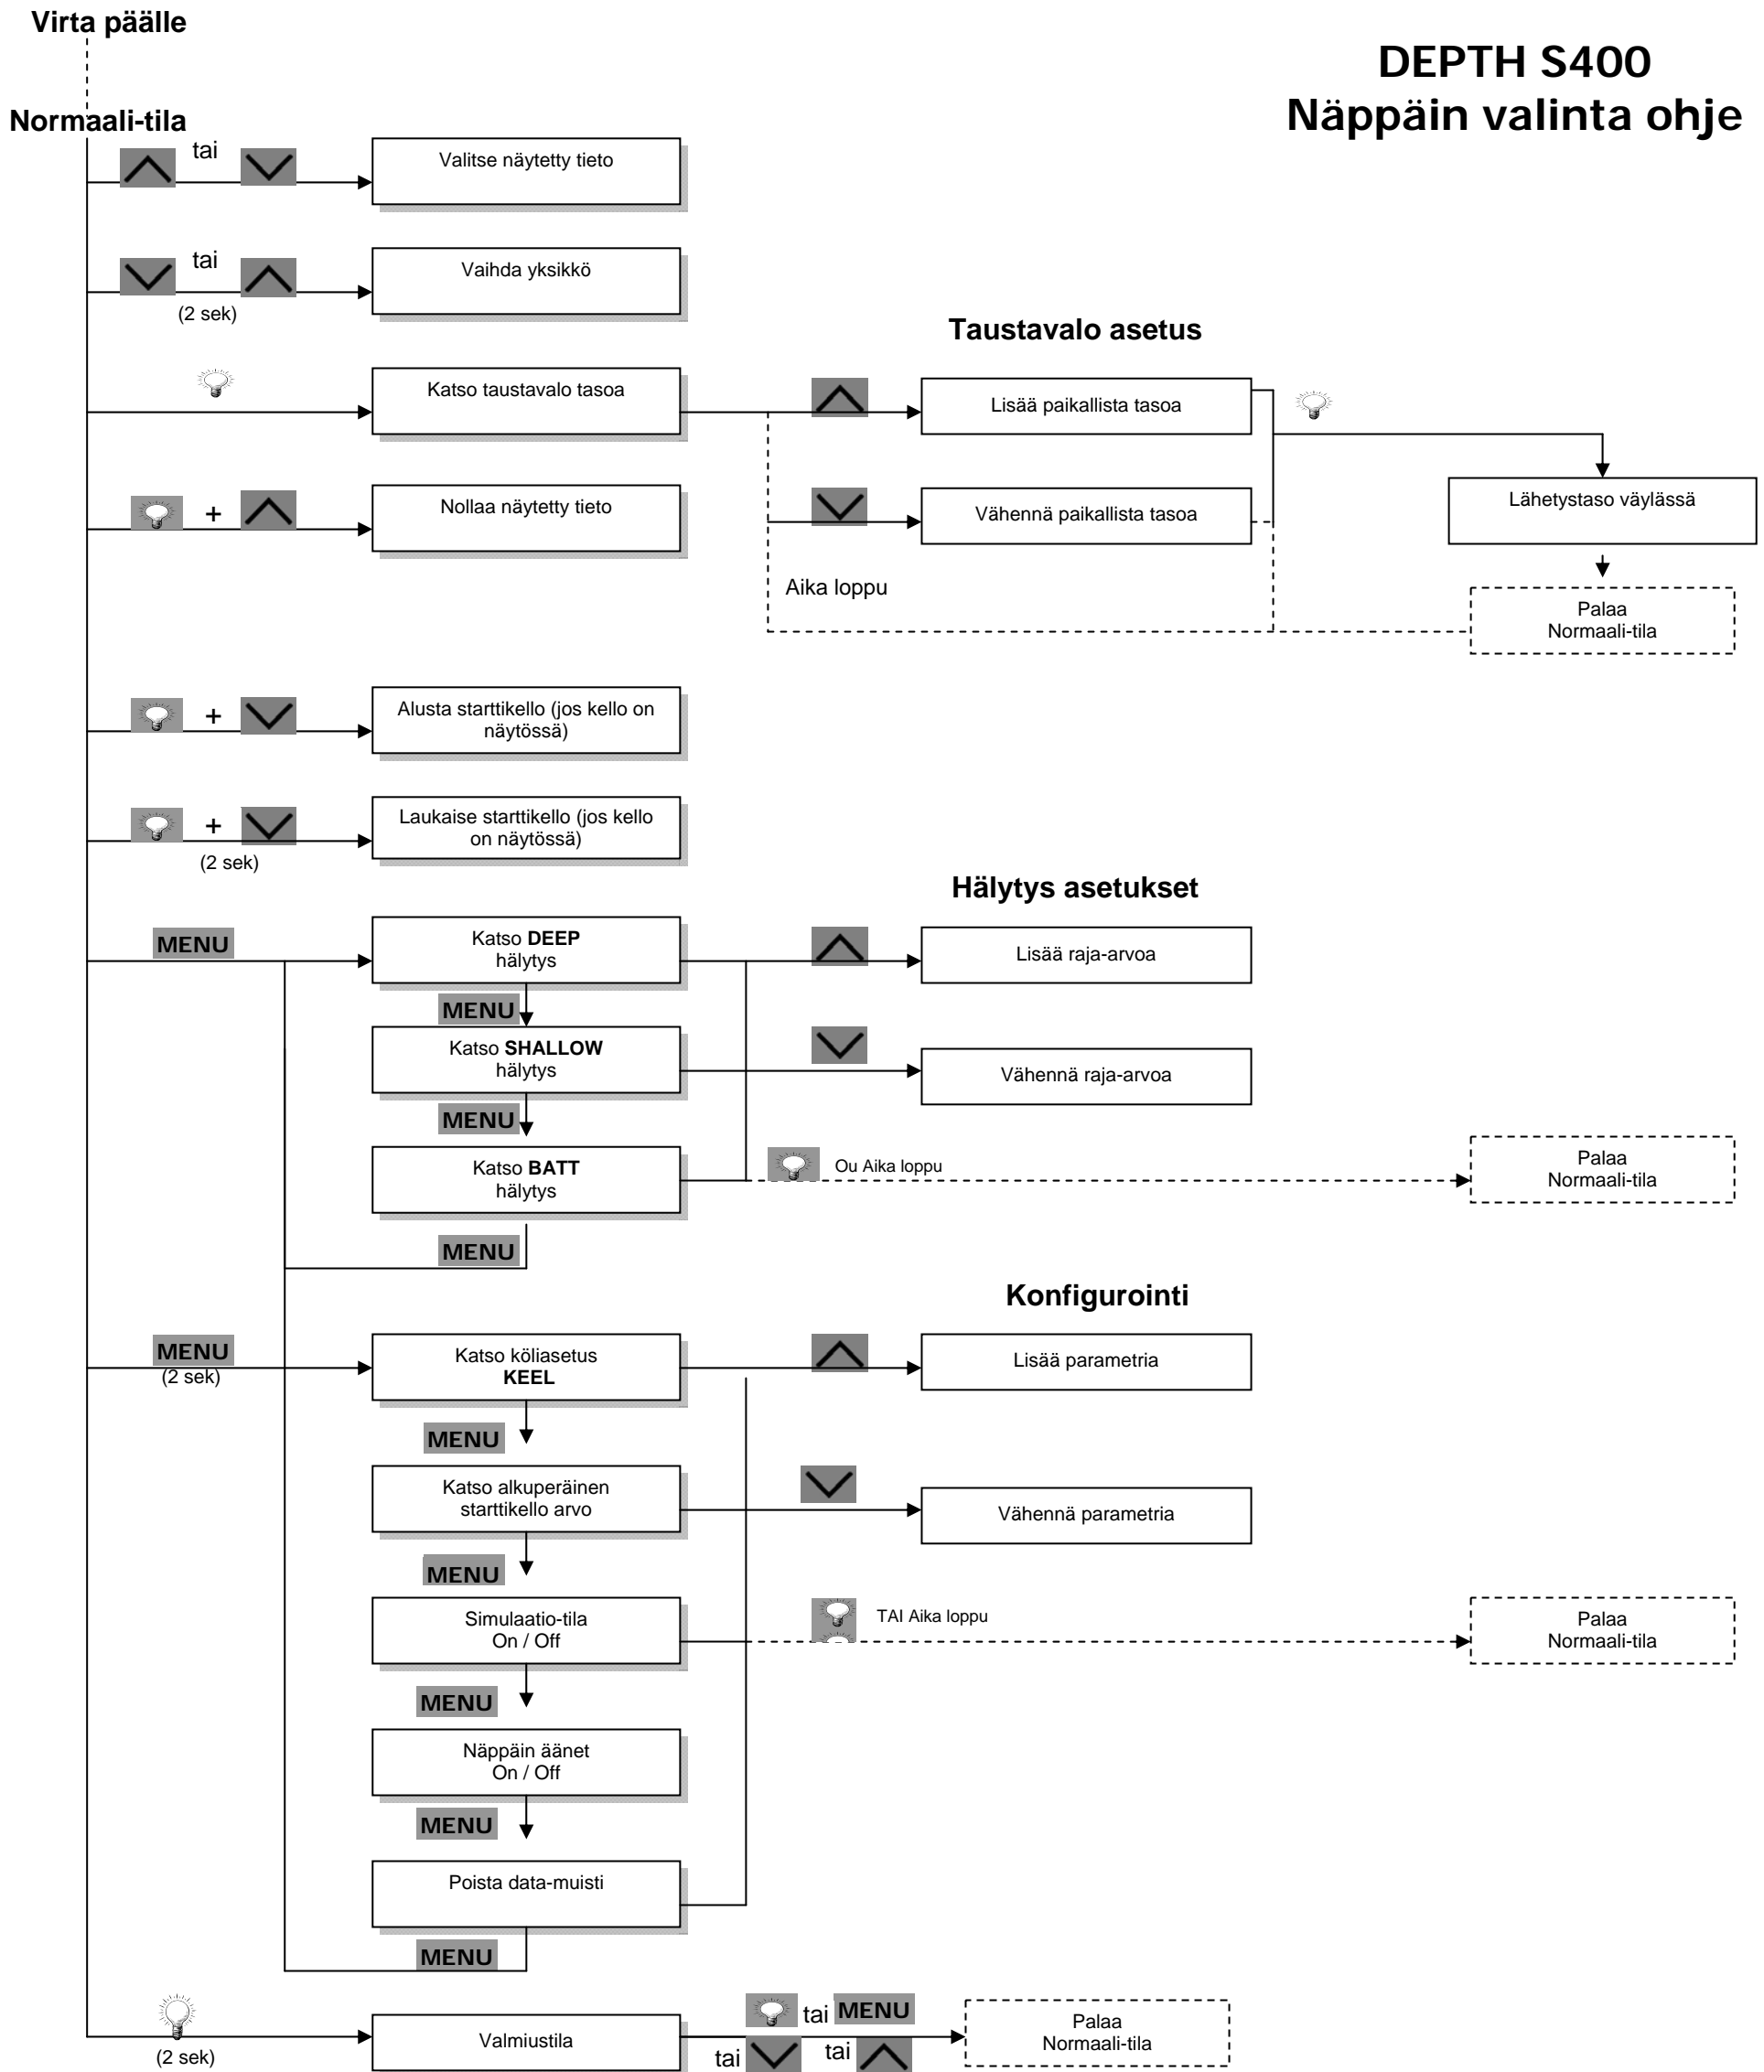 Virta päälle
DEPTH S400
Näppäin valinta ohje
Normaali-tila
tai
Valitse näytetty tieto
tai
(2 sek)
Vaihda yksikkö
Taustavalo asetus
Katso taustavalo tasoa
Lisää paikallista tasoa
+
Nollaa näytetty tieto
Vähennä paikallista tasoa
Lähetystaso väylässä
Aika loppu
Palaa
Normaali-tila
+
Alusta starttikello (jos kello on
näytössä)
+
(2 sek)
Laukaise starttikello (jos kello
on näytössä)
Hälytys asetukset
MENU
Katso DEEP
hälytys
Lisää raja-arvoa
MENU
Katso SHALLOW
hälytys
Vähennä raja-arvoa
MENU
Katso BATT
hälytys
Ou Aika loppu
Palaa
Normaali-tila
MENU
Konfigurointi
MENU
(2 sek)
Katso köliasetus
KEEL
Lisää parametria
MENU
Katso alkuperäinen
starttikello arvo
Vähennä parametria
MENU
Simulaatio-tila
On / Off
TAI Aika loppu
Palaa
Normaali-tila
MENU
Näppäin äänet
On / Off
MENU
Poista data-muisti
MENU
(2 sek)
Valmiustila
tai MENU
tai tai
Palaa
Normaali-tila